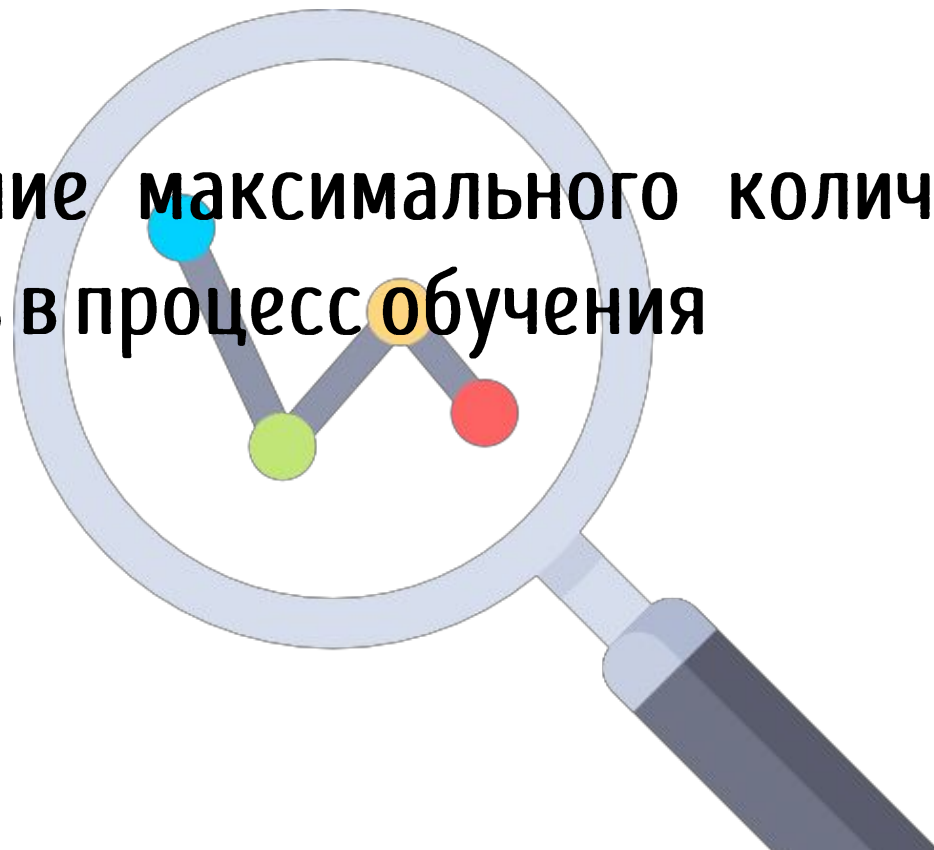 ние максимального колич
в процесс обучения